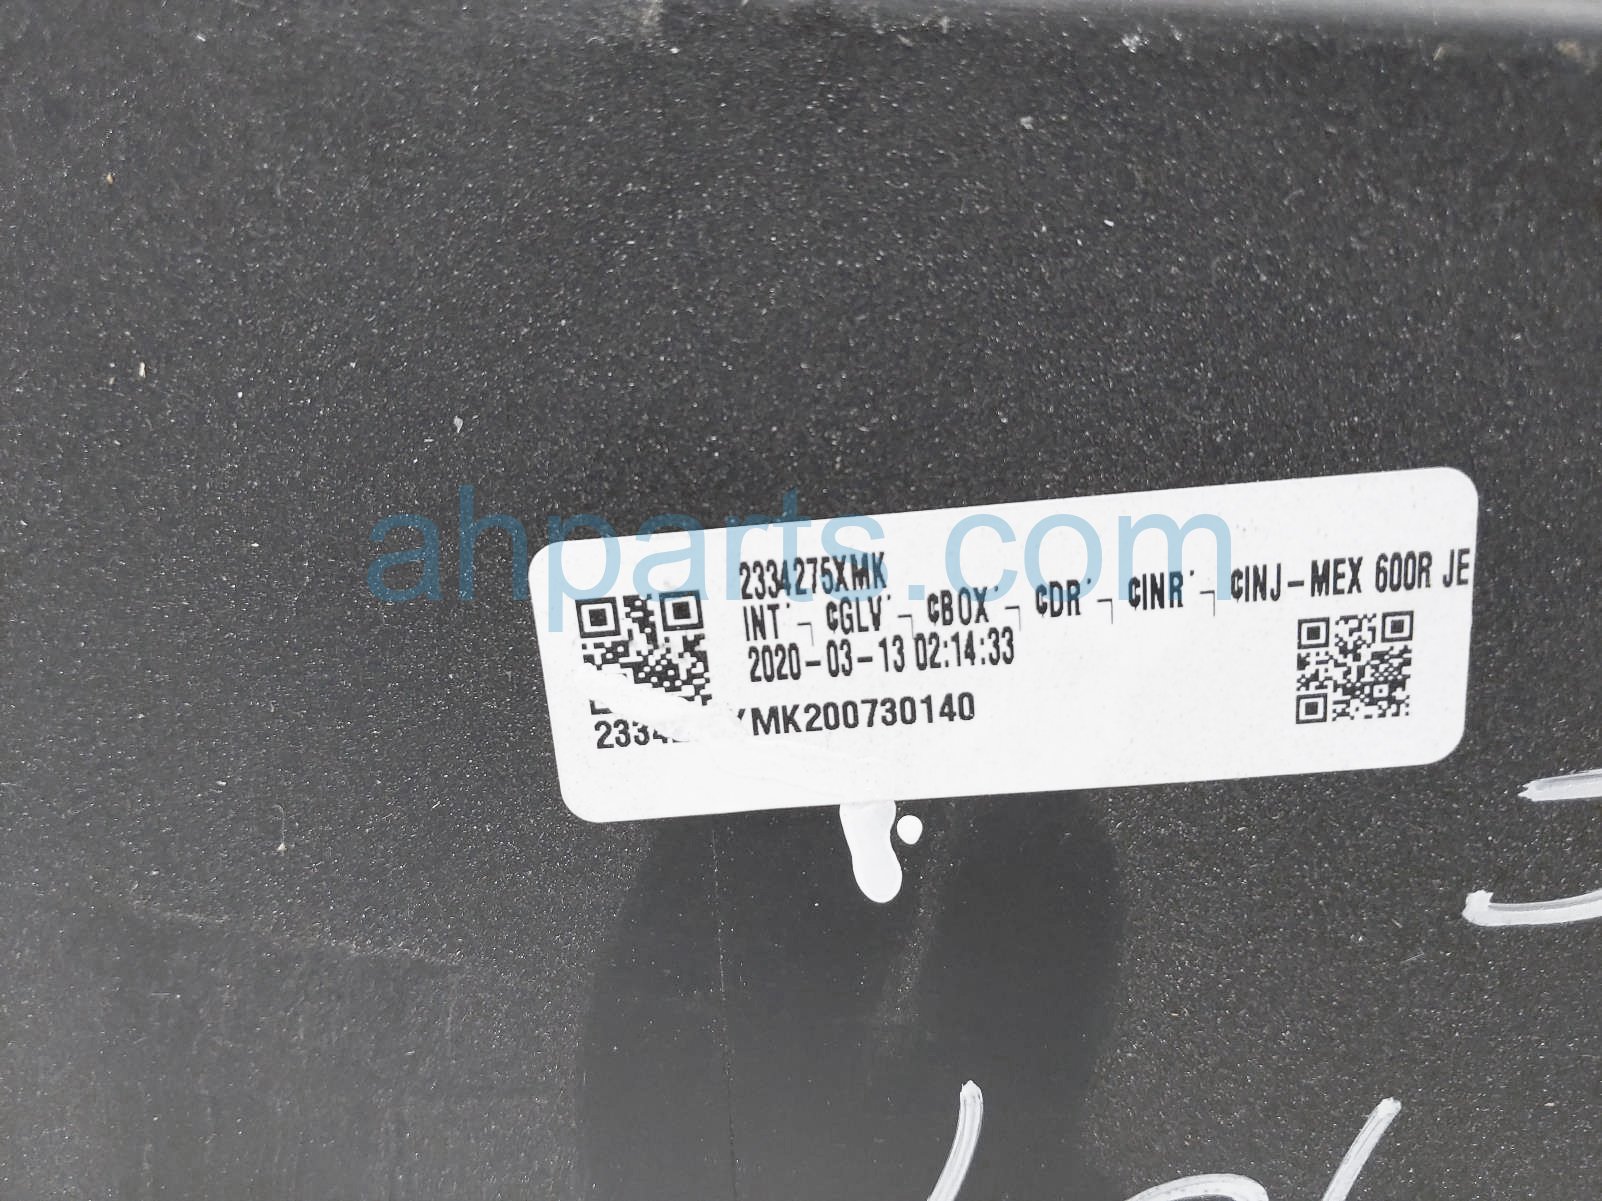 ahparts.com
2334275XMK
INT ¬ ¢GLV ¬ ¢BOX ¬ ¢DR ¬ ¢INR ¬ ¢INJ-MEX 600R JE
2020-03-13 02:14:33
MK200730140